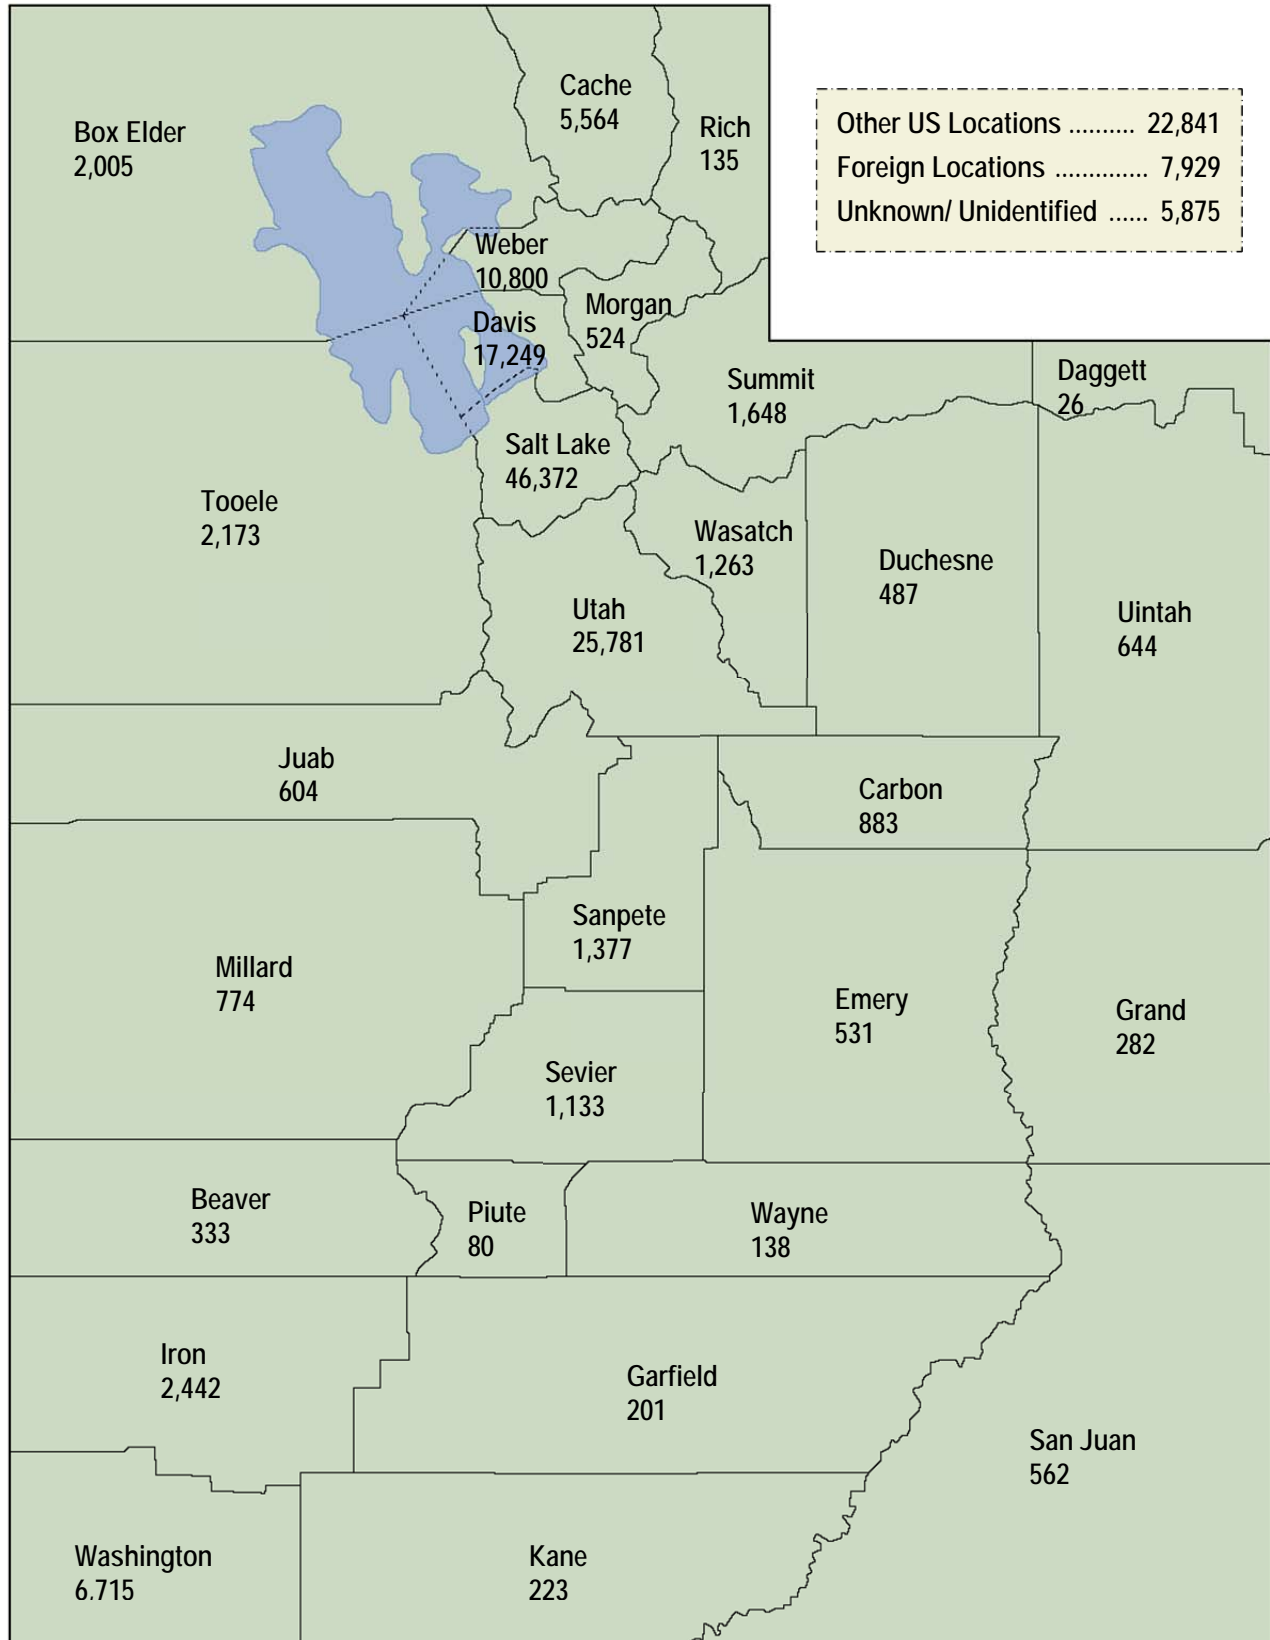 Cache
5,564
Box Elder
2,005
Rich
135
Other US Locations .......... 22,841
Foreign Locations .............. 7,929
Unknown/ Unidentified ...... 5,875
Weber
10,800
Morgan
524
Davis
17,249
Summit
1,648
Daggett
26
Salt Lake
46,372
Tooele
2,173
Wasatch
1,263
Duchesne
487
Utah
25,781
Uintah
644
Juab
604
Carbon
883
Sanpete
1,377
Millard
774
Emery
531
Grand
282
Sevier
1,133
Beaver
333
Piute
80
Wayne
138
Iron
2,442
Garfield
201
San Juan
562
Washington
6,715
Kane
223